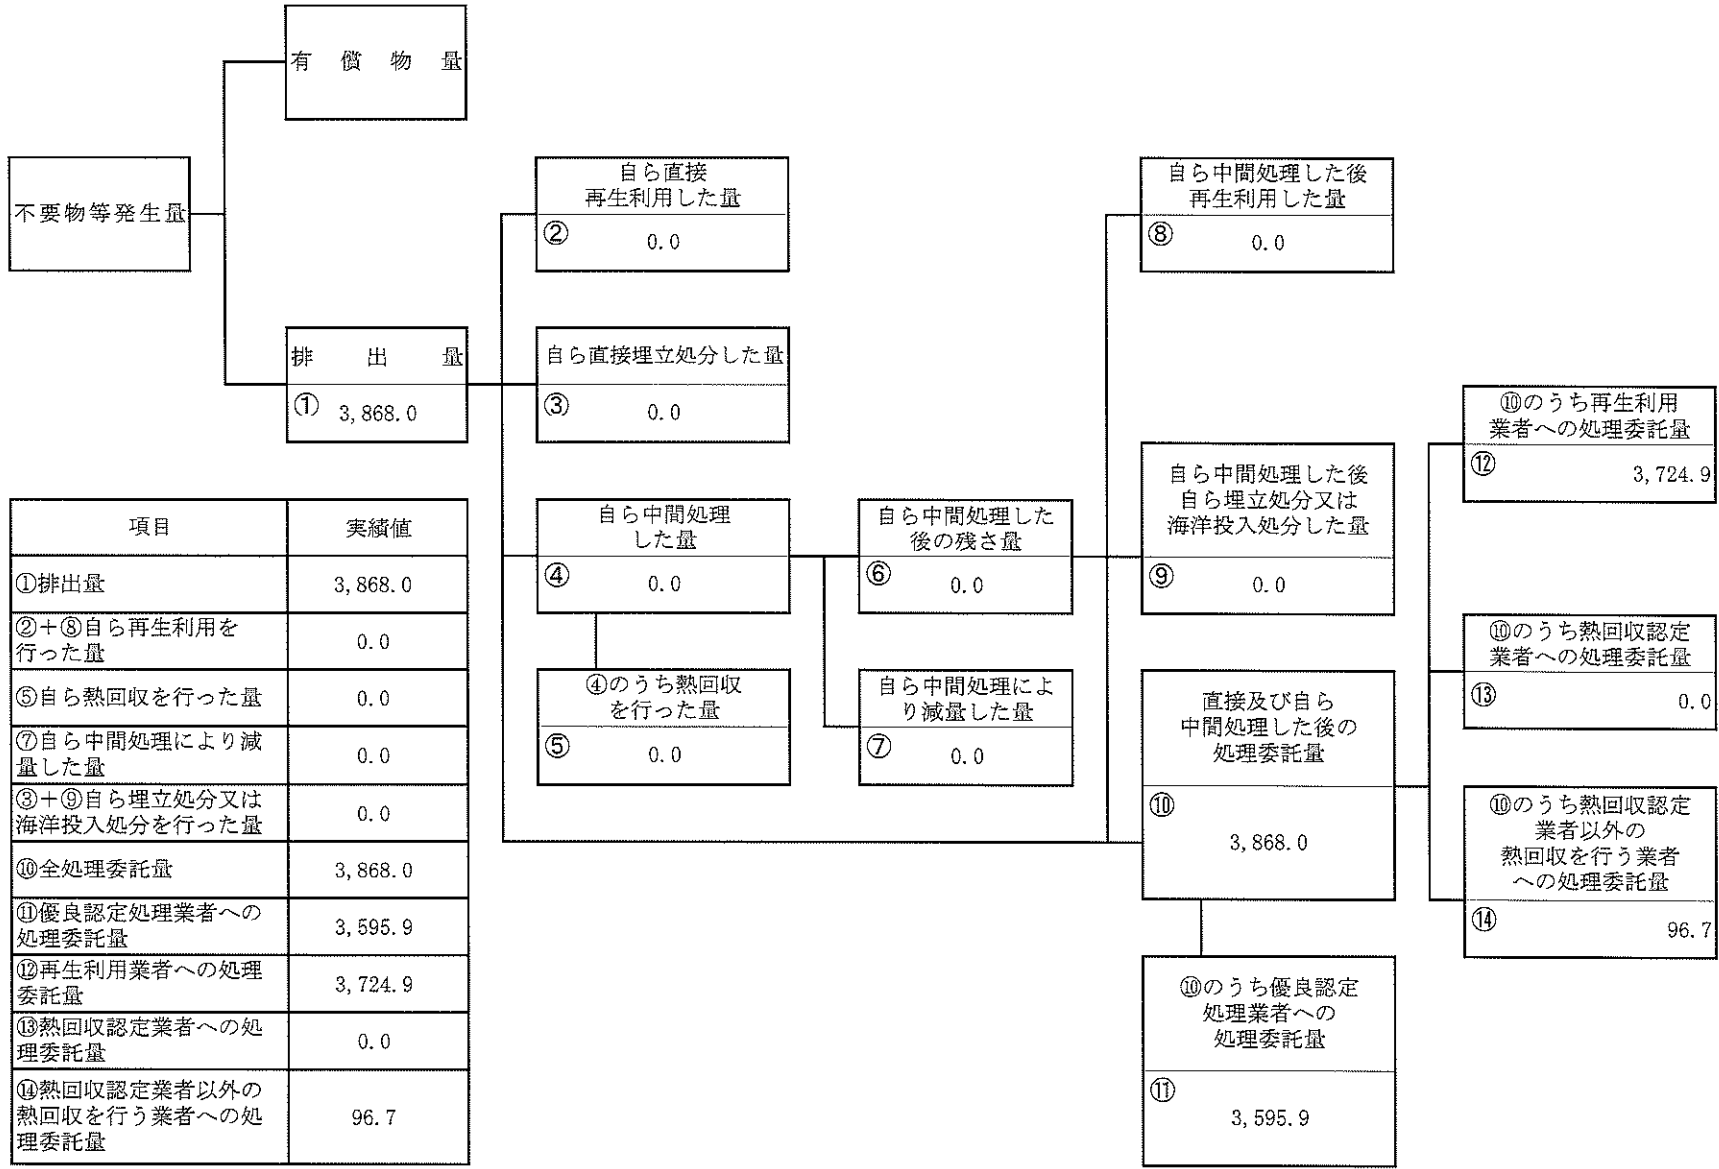 有償物量
不要物等発生量
排出量
① 3,868.0
自ら直接
再生利用した量
② 0.0
自ら直接埋立処分した量
③ 0.0
自ら中間処理
した量
④ 0.0
④のうち熱回収
を行った量
⑤ 0.0
自ら中間処理した
後の残さ量
⑥ 0.0
自ら中間処理によ
り減量した量
⑦ 0.0
自ら中間処理した後
再生利用した量
⑧ 0.0
自ら中間処理した後
自ら埋立処分又は
海洋投入処分した量
⑨ 0.0
直接及び自ら
中間処理した後の
処理委託量
⑩
3,868.0
⑩のうち優良認定
処理業者への
処理委託量
⑪
3,595.9
⑩のうち再生利用
業者への処理委託量
⑫ 3,724.9
⑩のうち熱回収認定
業者への処理委託量
⑬ 0.0
⑩のうち熱回収認定
業者以外の
熱回収を行う業者
への処理委託量
⑭ 96.7
項目 実績値
①排出量 3,868.0
②+⑧自ら再生利用を
行った量 0.0
⑤自ら熱回収を行った量 0.0
⑦自ら中間処理により減
量した量 0.0
③+⑨自ら埋立処分又は
海洋投入処分を行った量 0.0
⑩全処理委託量 3,868.0
⑪優良認定処理業者への
処理委託量 3,595.9
⑫再生利用業者への処理
委託量 3,724.9
⑬熱回収認定業者への処
理委託量 0.0
⑭熱回収認定業者以外の
熱回収を行う業者への処
理委託量 96.7